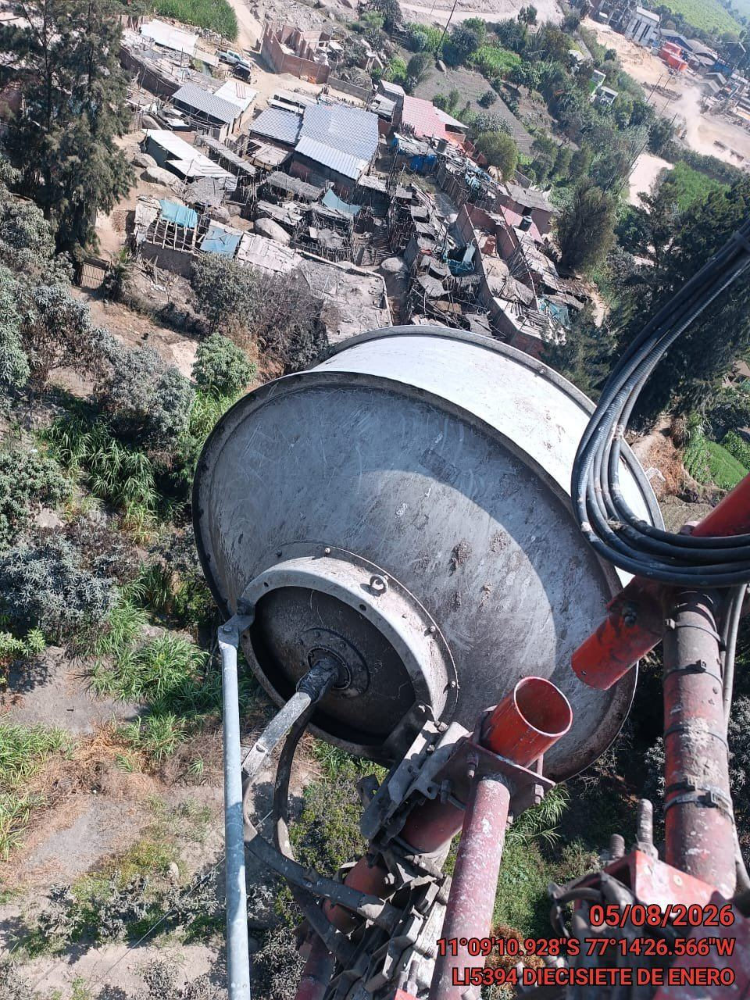 05/08/2026
11°09'10.928"S 77°14'26.566"W
LI5394 DIECISIETE DE ENERO